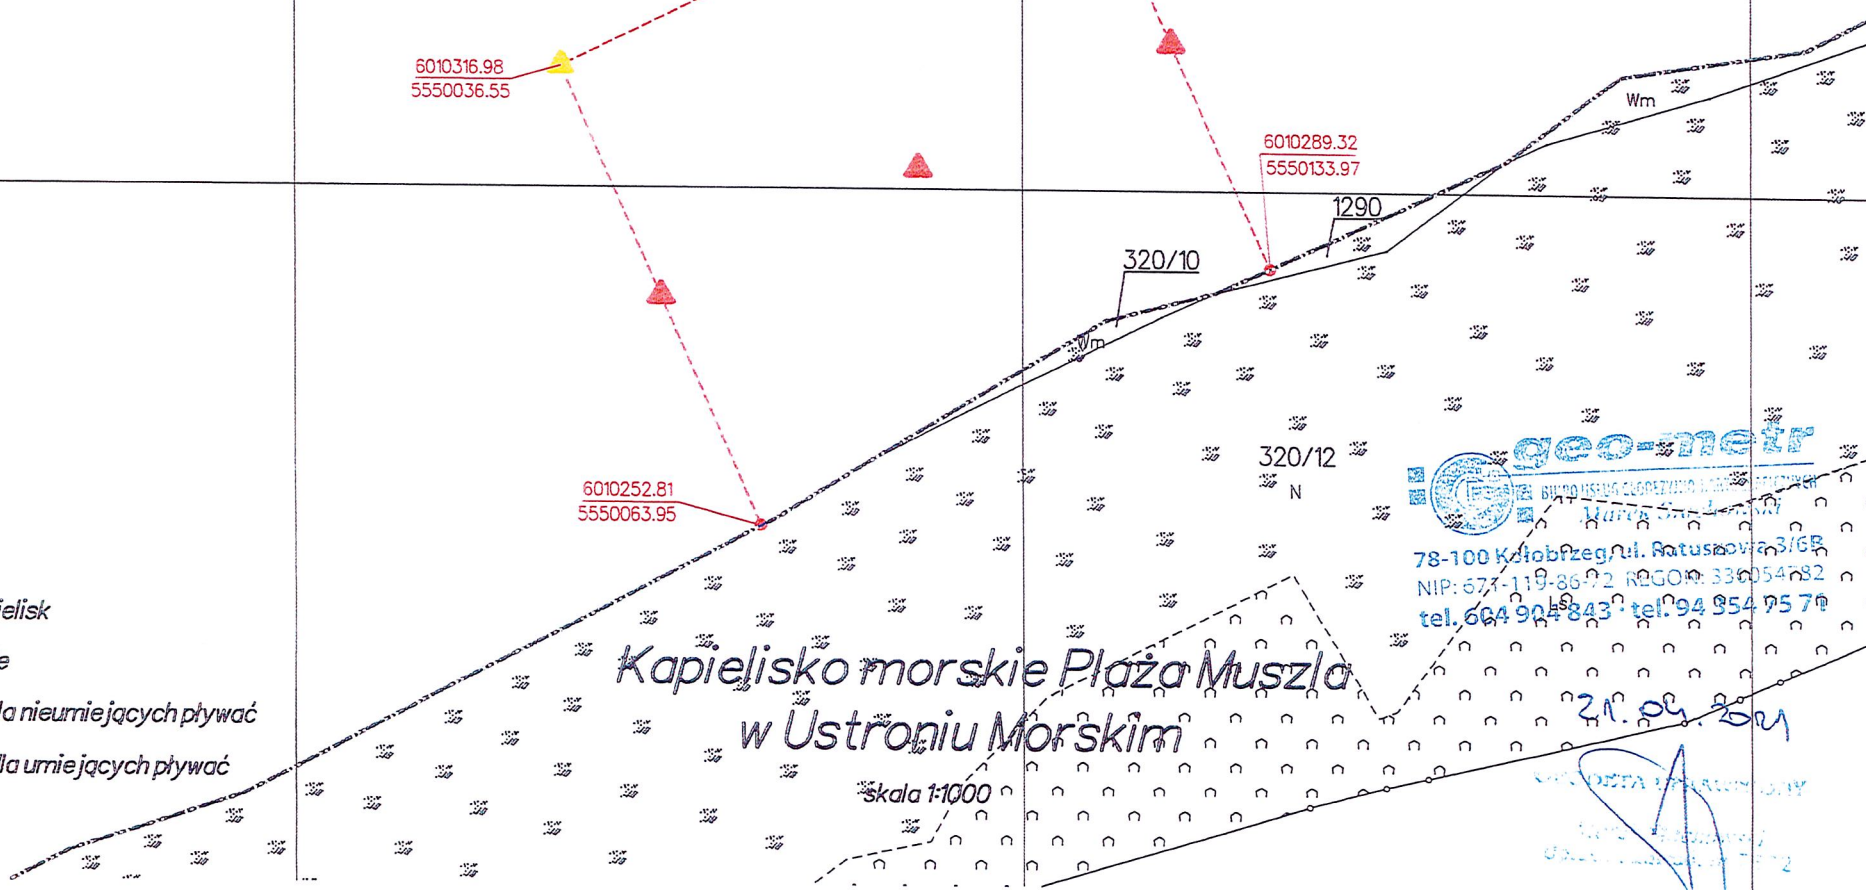 6010316.98
5550036.55
Wm
6010289.32
5550133.97
1290
320/10
Wm
320/12
N
geo-metr
6010252.81
5550063.95
78-100 Kołobrzeg, ul. Ratuszowa 3/6B
NIP: 671-119-86-72 REGON: 330054782
tel. 604 904 843 · tel. 94 354 75 71
Ls
ielisk
e
la nieumiejących pływać
lla umiejących pływać
Kąpielisko morskie Plaża Muszla
w Ustroniu Morskim
skala 1:1000
21.04.2021